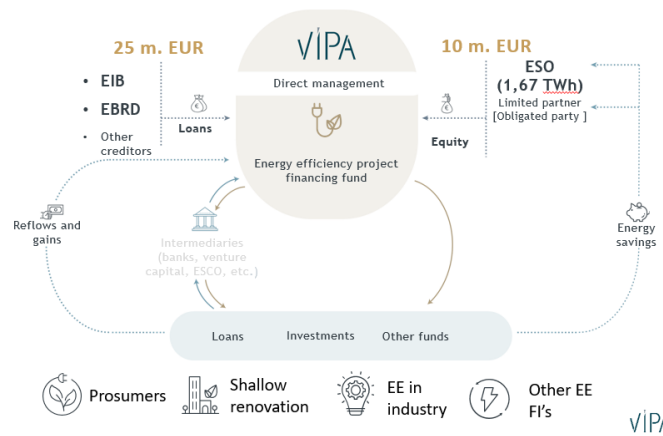 25 m. EUR
• EIB
• EBRD
• Other
creditors
Loans
VIPA
Direct management
Energy efficiency project
financing fund
10 m. EUR
ESO
(1,67 TWh)
Limited partner
[Obligated party ]
Equity
Reflows and
gains
Intermediaries
(banks, venture
capital, ESCO, etc.)
Energy
savings
Loans
Investments
Other funds
Prosumers
Shallow
renovation
EE in
industry
Other EE
FI's
VIPA